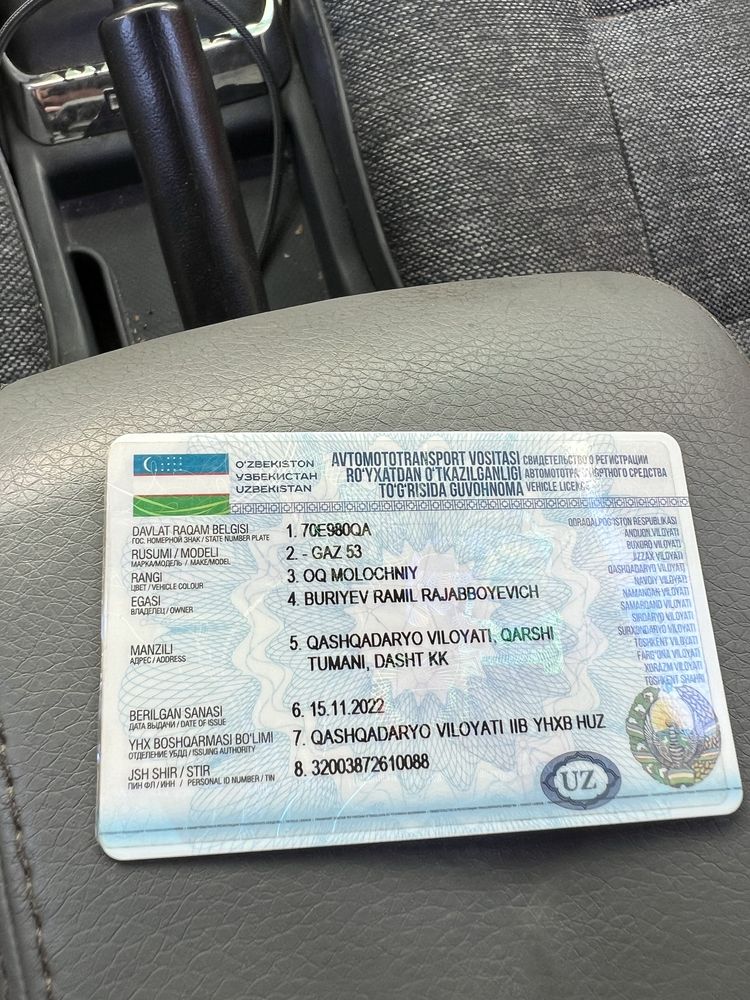 O'ZBEKISTON
ЎЗБЕКИСТАН
UZBEKISTAN
AVTOMOTOTRANSPORT VOSITASI
RO'YXATDAN O'TKAZILGANLIGI
TO'G'RISIDA GUVOHNOMA
СВИДЕТЕЛЬСТВО О РЕГИСТРАЦИИ
АВТОМОТОТРАНСПОРТНОГО СРЕДСТВА
VEHICLE LICENCE
DAVLAT RAQAM BELGISI 1. 70E980QA
ГОС. НОМЕРНОЙ ЗНАК / STATE NUMBER PLATE
RUSUMI / MODELI 2. - GAZ 53
МАРКА/МОДЕЛЬ / MAKE/MODEL
RANGI 3. OQ MOLOCHNIY
ЦВЕТ / VEHICLE COLOUR
EGASI 4. BURIYEV RAMIL RAJABBOYEVICH
ВЛАДЕЛЕЦ / OWNER
MANZILI 5. QASHQADARYO VILOYATI, QARSHI
АДРЕС / ADDRESS TUMANI, DASHT KK
BERILGAN SANASI 6. 15.11.2022
ДАТА ВЫДАЧИ / DATE OF ISSUE
YHX BOSHQARMASI BO'LIMI 7. QASHQADARYO VILOYATI IIB YHXB HUZ
ОТДЕЛЕНИЕ УБДД / ISSUING AUTHORITY
JSH SHIR / STIR 8. 32003872610088
ПИН ФЛ / ИНН / PERSONAL ID NUMBER / TIN
QORAQALPOG'ISTON RESPUBLIKASI
ANDIJON VILOYATI
BUXORO VILOYATI
JIZZAX VILOYATI
QASHQADARYO VILOYATI
NAVOIY VILOYATI
NAMANGAN VILOYATI
SAMARQAND VILOYATI
SIRDARYO VILOYATI
SURXONDARYO VILOYATI
TOSHKENT VILOYATI
FARG'ONA VILOYATI
XORAZM VILOYATI
TOSHKENT SHAHRI
UZ